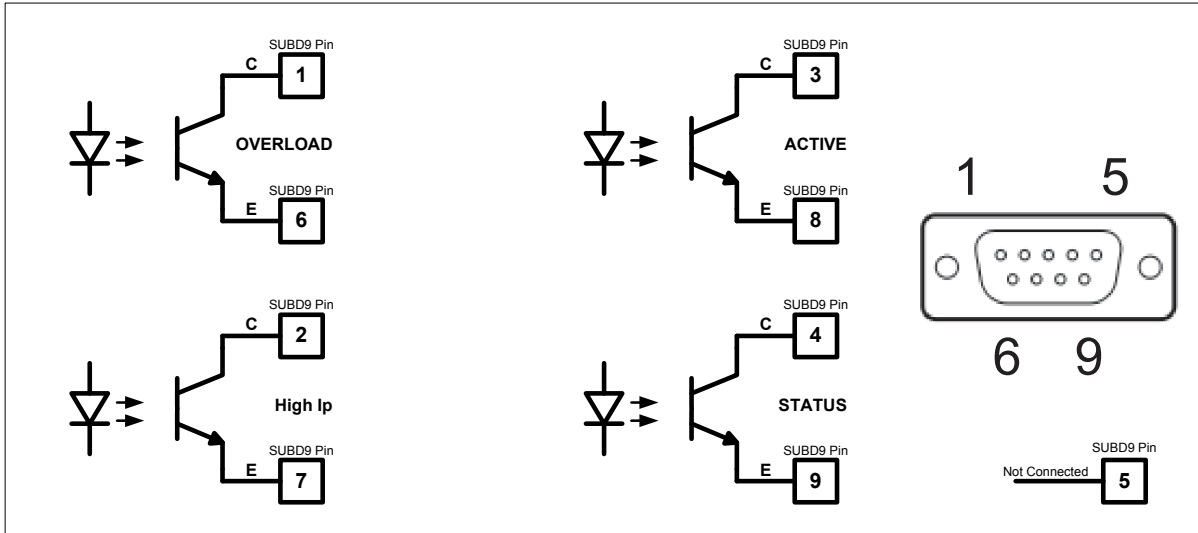 SUBD9 Pin
C
1
OVERLOAD
SUBD9 Pin
E
6
SUBD9 Pin
C
3
ACTIVE
SUBD9 Pin
E
8
SUBD9 Pin
C
2
High Ip
SUBD9 Pin
E
7
SUBD9 Pin
C
4
STATUS
SUBD9 Pin
E
9
1 5
6 9
SUBD9 Pin
Not Connected
5